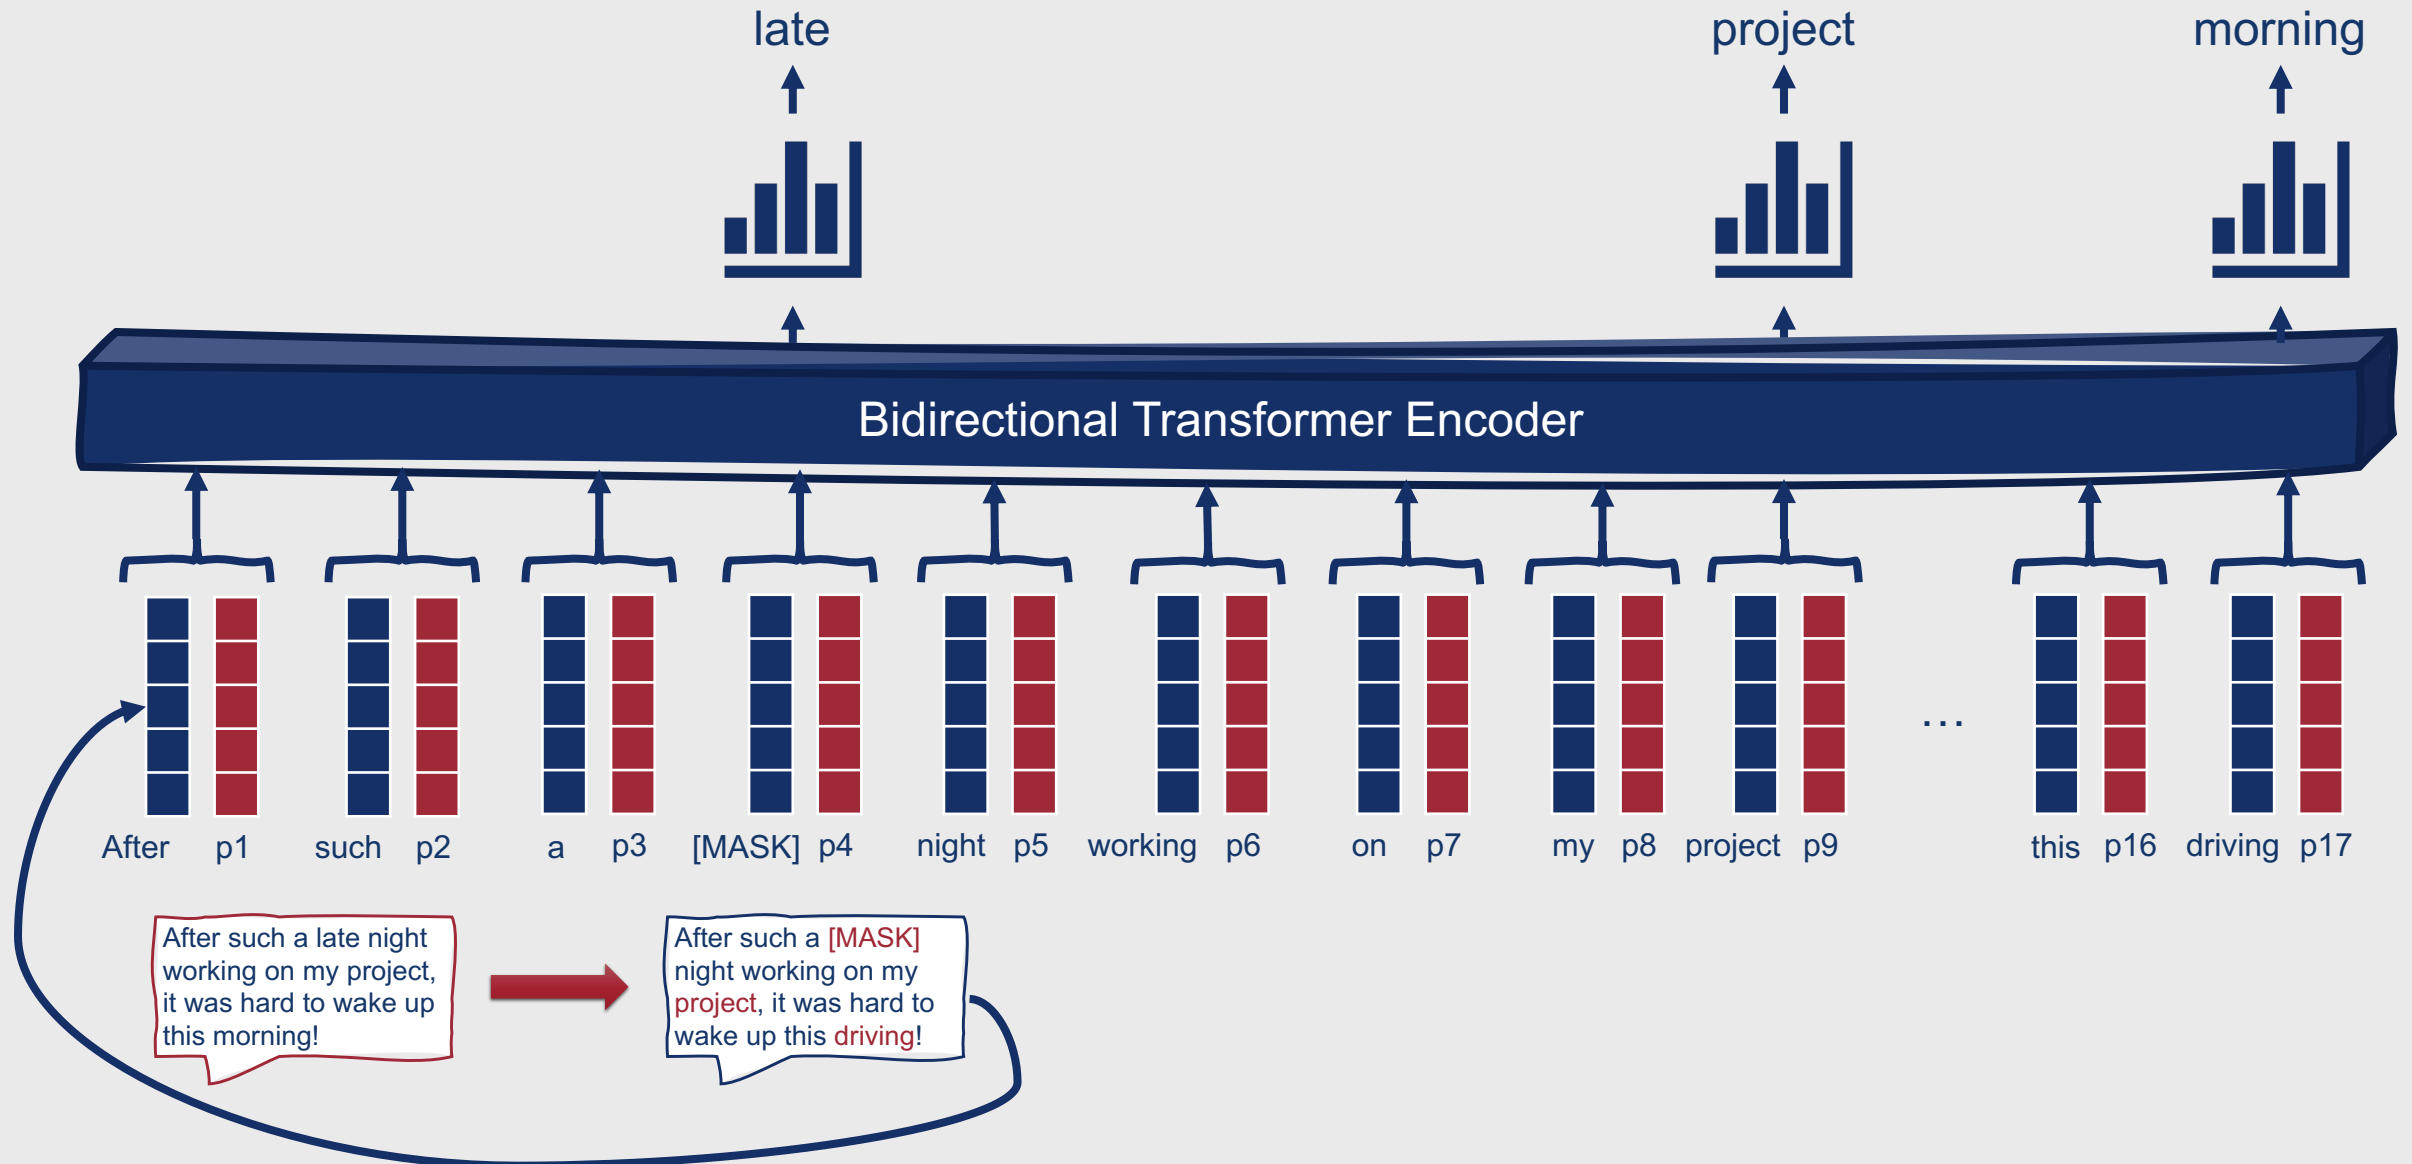 late project morning
Bidirectional Transformer Encoder
After p1 such p2 a p3 [MASK] p4 night p5 working p6 on p7 my p8 project p9 ... this p16 driving p17
After such a late night
working on my project,
it was hard to wake up
this morning!
After such a [MASK]
night working on my
project, it was hard to
wake up this driving!